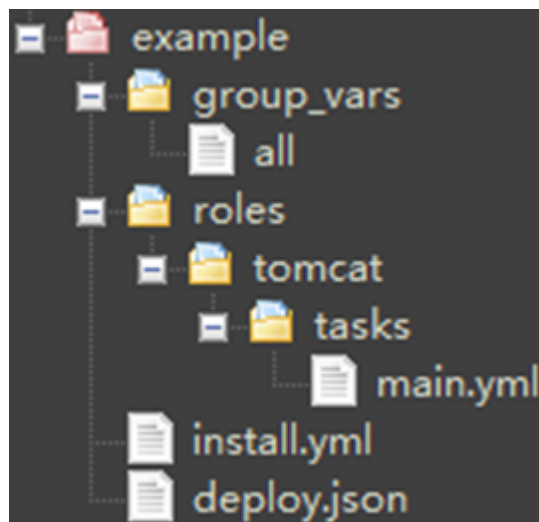 example
group_vars
all
roles
tomcat
tasks
main.yml
install.yml
deploy.json